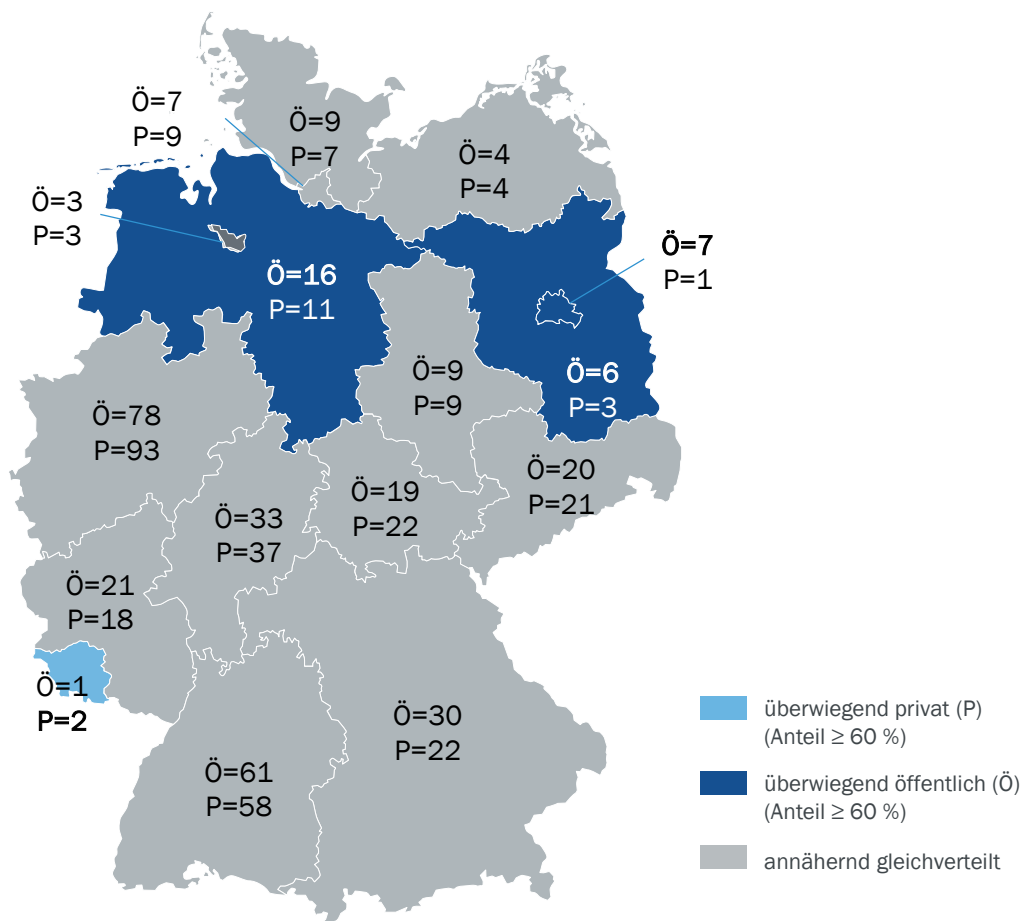 Ö=7
P=9
Ö=9
P=7
Ö=4
P=4
Ö=3
P=3
Ö=7
P=1
Ö=16
P=11
Ö=9
P=9
Ö=6
P=3
Ö=78
P=93
Ö=20
P=21
Ö=19
P=22
Ö=33
P=37
Ö=21
P=18
Ö=1
P=2
Ö=30
P=22
Ö=61
P=58
überwiegend privat (P)
(Anteil ≥ 60 %)
überwiegend öffentlich (Ö)
(Anteil ≥ 60 %)
annähernd gleichverteilt